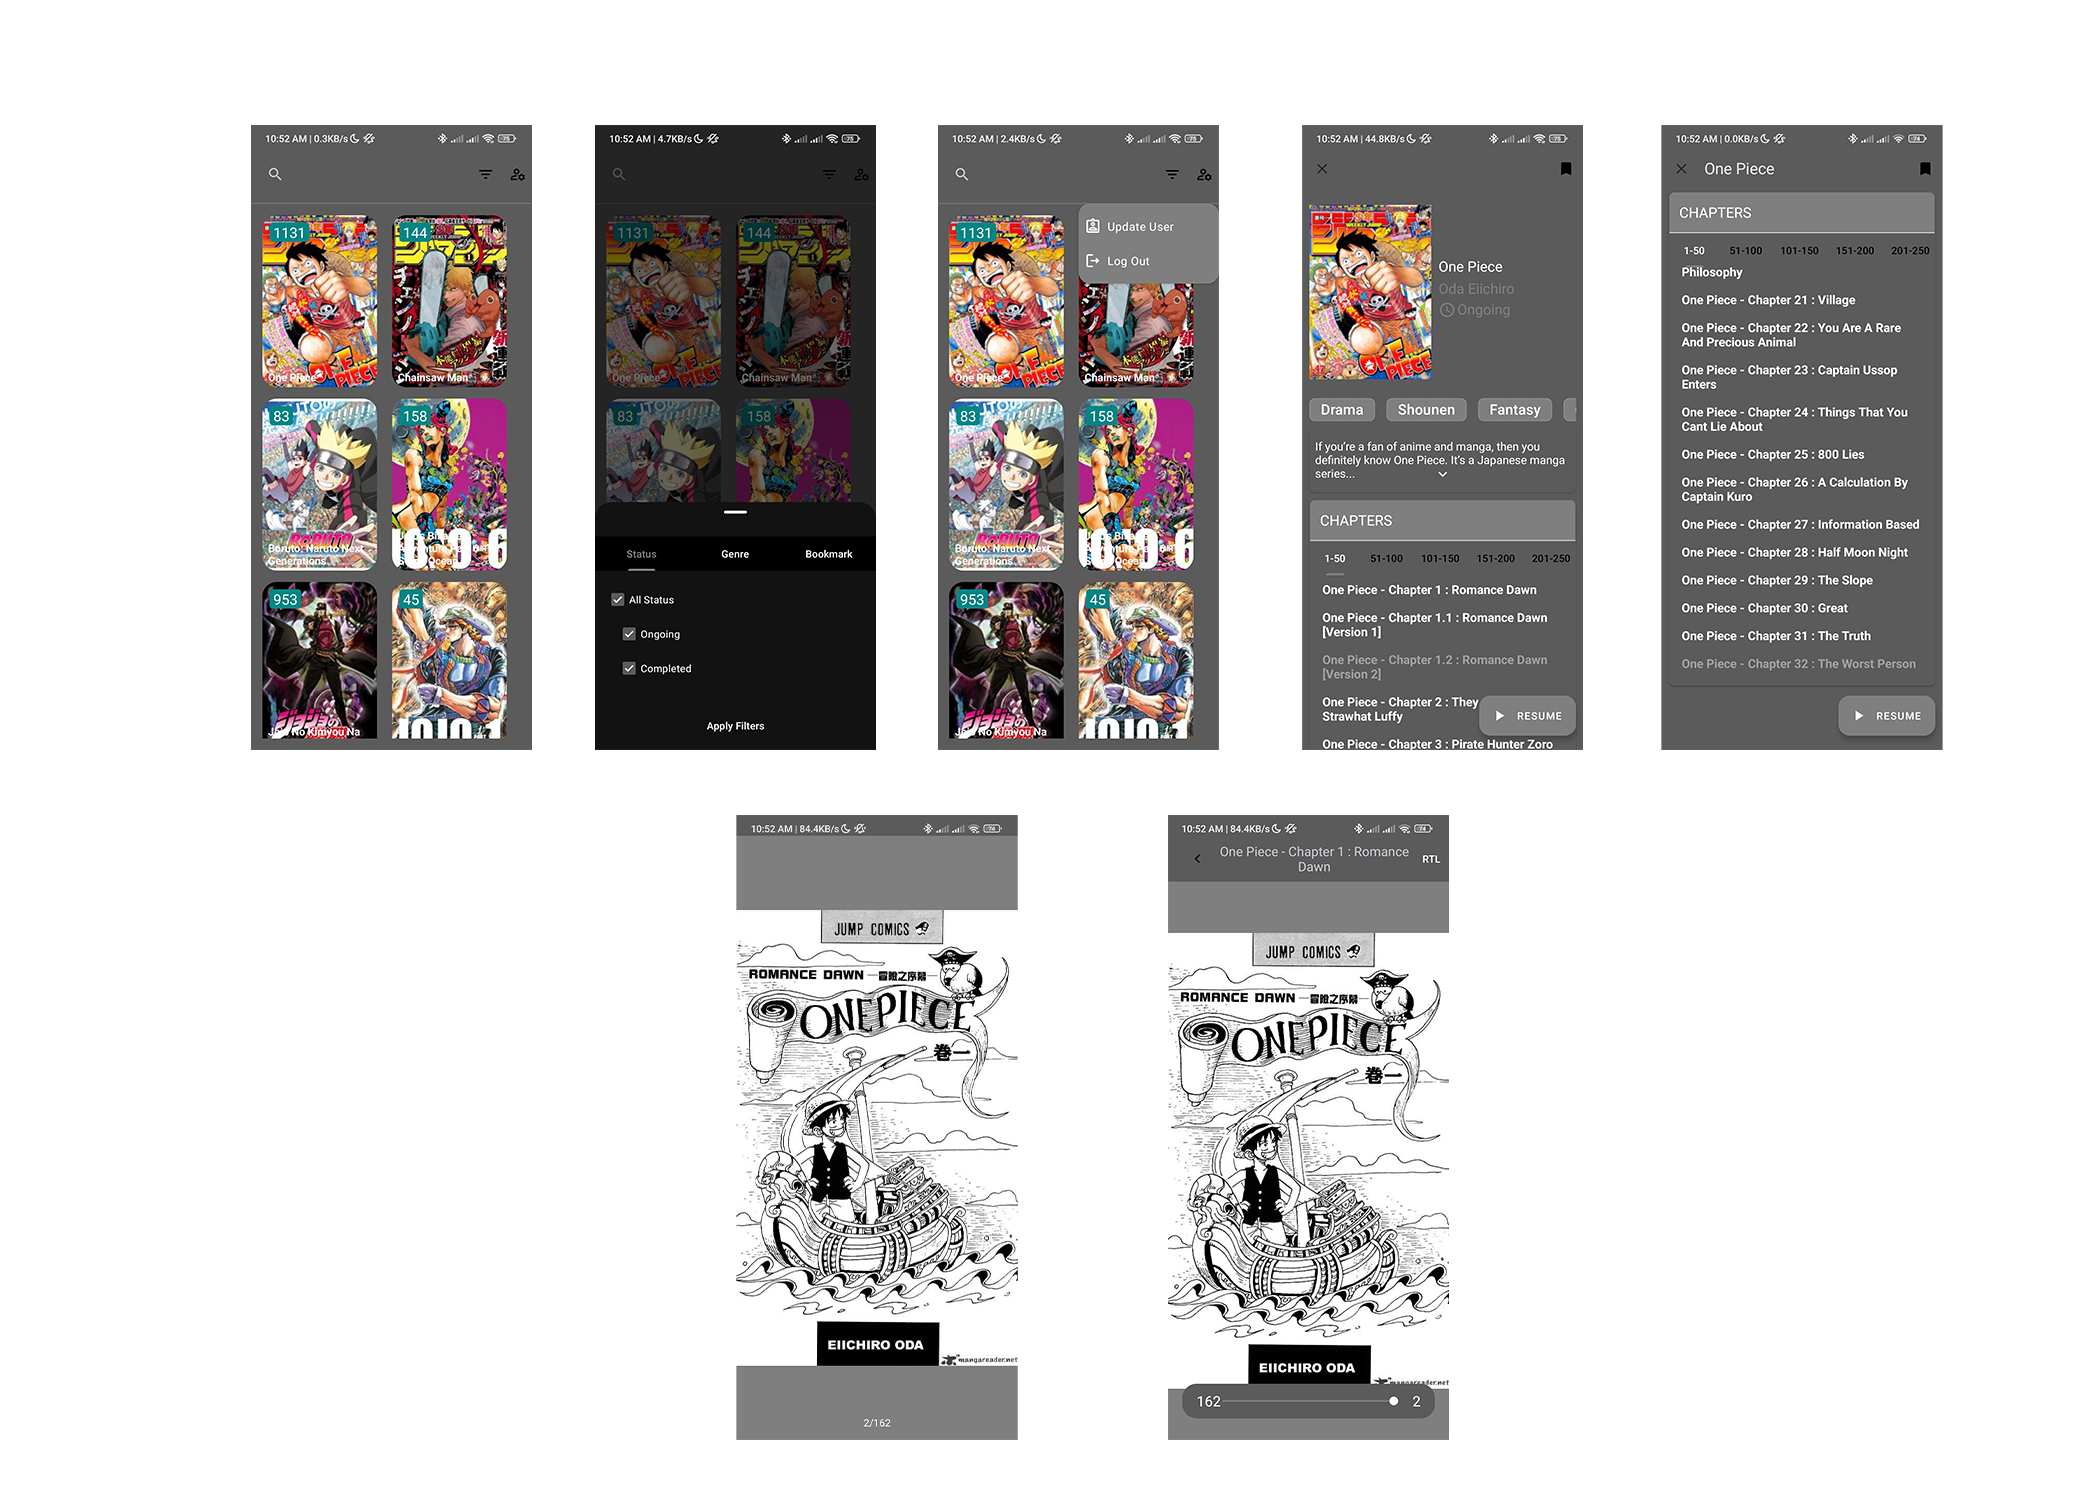 10:52 AM | 0.3KB/s
75
1131
144
One Piece
Chainsaw Man
83
158
Boruto: Naruto Next
Generations
953
45
10:52 AM | 4.7KB/s
75
1131
144
One Piece
Chainsaw Man
83
158
Status
Genre
Bookmark
All Status
Ongoing
Completed
Apply Filters
10:52 AM | 2.4KB/s
75
Update User
Log Out
1131
One Piece
Chainsaw Man
83
158
Boruto: Naruto Next
Generations
953
45
10:52 AM | 44.8KB/s
75
One Piece
Oda Eiichiro
Ongoing
Drama
Shounen
Fantasy
If you're a fan of anime and manga, then you
definitely know One Piece. It's a Japanese manga
series...
CHAPTERS
1-50
51-100
101-150
151-200
201-250
One Piece - Chapter 1 : Romance Dawn
One Piece - Chapter 1.1 : Romance Dawn
[Version 1]
One Piece - Chapter 1.2 : Romance Dawn
[Version 2]
One Piece - Chapter 2 : They
Strawhat Luffy
RESUME
One Piece - Chapter 3 : Pirate Hunter Zoro
10:52 AM | 0.0KB/s
74
One Piece
CHAPTERS
1-50
51-100
101-150
151-200
201-250
Philosophy
One Piece - Chapter 21 : Village
One Piece - Chapter 22 : You Are A Rare
And Precious Animal
One Piece - Chapter 23 : Captain Ussop
Enters
One Piece - Chapter 24 : Things That You
Cant Lie About
One Piece - Chapter 25 : 800 Lies
One Piece - Chapter 26 : A Calculation By
Captain Kuro
One Piece - Chapter 27 : Information Based
One Piece - Chapter 28 : Half Moon Night
One Piece - Chapter 29 : The Slope
One Piece - Chapter 30 : Great
One Piece - Chapter 31 : The Truth
One Piece - Chapter 32 : The Worst Person
RESUME
10:52 AM | 84.4KB/s
74
JUMP COMICS
ROMANCE DAWN —冒險之序幕—
ONE PIECE
巻一
EIICHIRO ODA
mangareader.net
2/162
10:52 AM | 84.4KB/s
74
One Piece - Chapter 1 : Romance
Dawn
RTL
JUMP COMICS
ROMANCE DAWN —冒險之序幕—
ONE PIECE
巻一
EIICHIRO ODA
mangareader.net
162
2